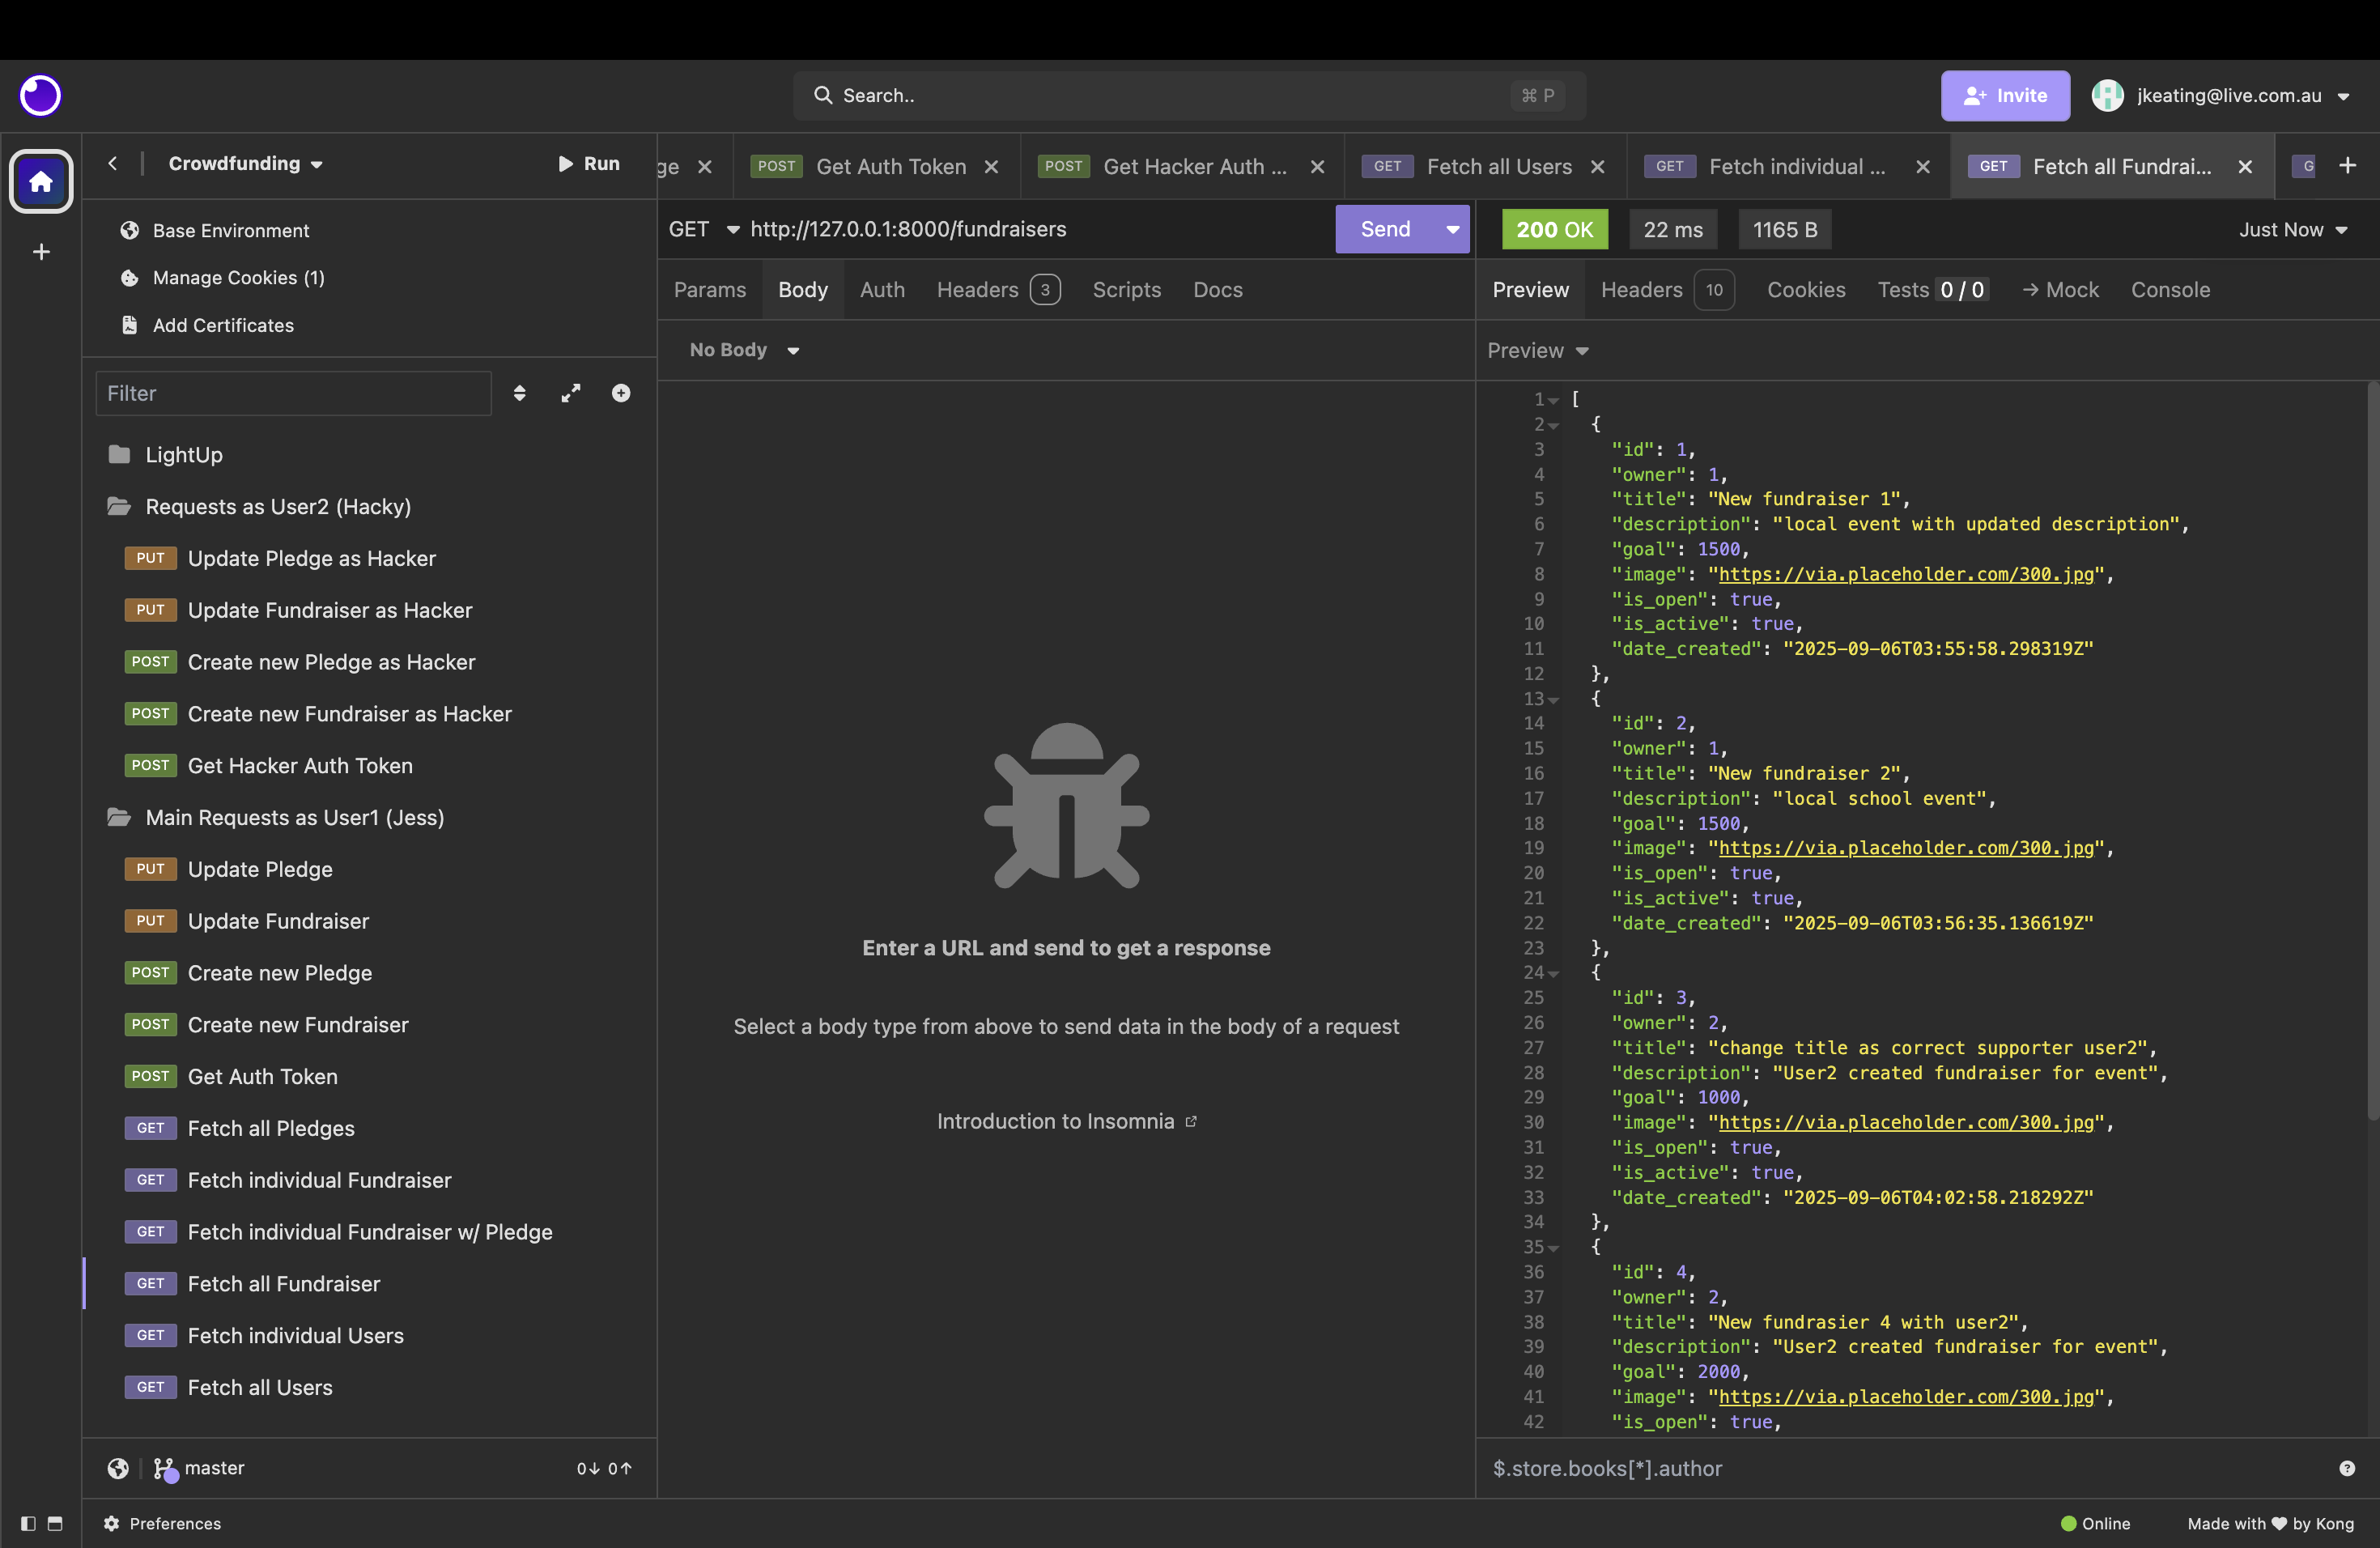 Search..
⌘ P
Invite
jkeating@live.com.au
Crowdfunding
Run
Base Environment
Manage Cookies (1)
Add Certificates
Filter
LightUp
Requests as User2 (Hacky)
PUT Update Pledge as Hacker
PUT Update Fundraiser as Hacker
POST Create new Pledge as Hacker
POST Create new Fundraiser as Hacker
POST Get Hacker Auth Token
Main Requests as User1 (Jess)
PUT Update Pledge
PUT Update Fundraiser
POST Create new Pledge
POST Create new Fundraiser
POST Get Auth Token
GET Fetch all Pledges
GET Fetch individual Fundraiser
GET Fetch individual Fundraiser w/ Pledge
GET Fetch all Fundraiser
GET Fetch individual Users
GET Fetch all Users
master
0↓ 0↑
ge
POST Get Auth Token
POST Get Hacker Auth ...
GET Fetch all Users
GET Fetch individual ...
GET Fetch all Fundrai...
G
GET http://127.0.0.1:8000/fundraisers
Send
Params Body Auth Headers 3 Scripts Docs
No Body
Enter a URL and send to get a response
Select a body type from above to send data in the body of a request
Introduction to Insomnia
200 OK 22 ms 1165 B
Just Now
Preview Headers 10 Cookies Tests 0 / 0 → Mock Console
Preview
1 [
2 {
3 "id": 1,
4 "owner": 1,
5 "title": "New fundraiser 1",
6 "description": "local event with updated description",
7 "goal": 1500,
8 "image": "https://via.placeholder.com/300.jpg",
9 "is_open": true,
10 "is_active": true,
11 "date_created": "2025-09-06T03:55:58.298319Z"
12 },
13 {
14 "id": 2,
15 "owner": 1,
16 "title": "New fundraiser 2",
17 "description": "local school event",
18 "goal": 1500,
19 "image": "https://via.placeholder.com/300.jpg",
20 "is_open": true,
21 "is_active": true,
22 "date_created": "2025-09-06T03:56:35.136619Z"
23 },
24 {
25 "id": 3,
26 "owner": 2,
27 "title": "change title as correct supporter user2",
28 "description": "User2 created fundraiser for event",
29 "goal": 1000,
30 "image": "https://via.placeholder.com/300.jpg",
31 "is_open": true,
32 "is_active": true,
33 "date_created": "2025-09-06T04:02:58.218292Z"
34 },
35 {
36 "id": 4,
37 "owner": 2,
38 "title": "New fundrasier 4 with user2",
39 "description": "User2 created fundraiser for event",
40 "goal": 2000,
41 "image": "https://via.placeholder.com/300.jpg",
42 "is_open": true,
$.store.books[*].author
Preferences
Online
Made with ♥ by Kong